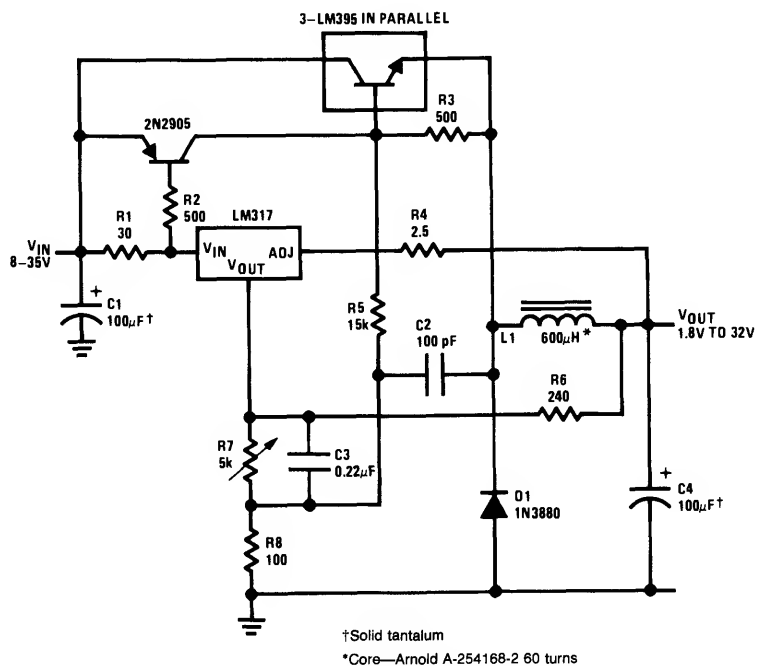 3–LM395 IN PARALLEL
R3
500
2N2905
R2
500
LM317
R1
30
R4
2.5
VIN
8–35V
VIN
ADJ
VOUT
+
C1
100μF†
R5
15k
C2
100 pF
L1
600μH*
VOUT
1.8V TO 32V
R6
240
R7
5k
C3
0.22μF
D1
1N3880
+
C4
100μF†
R8
100
†Solid tantalum
*Core—Arnold A-254168-2 60 turns